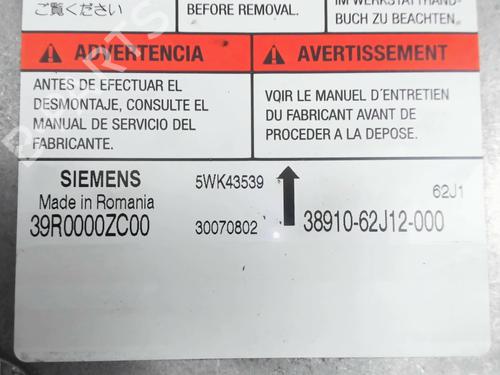 ご覧ください
BEFORE REMOVAL.
IM WERKSTATTHAND-
BUCH ZU BEACHTEN.
ADVERTENCIA
AVERTISSEMENT
ANTES DE EFECTUAR EL
DESMONTAJE, CONSULTE EL
MANUAL DE SERVICIO DEL
FABRICANTE.
VOIR LE MANUEL D'ENTRETIEN
DU FABRICANT AVANT DE
PROCEDER A LA DEPOSE.
SIEMENS
5WK43539
62J1
Made in Romania
39R0000ZC00
30070802
38910-62J12-000